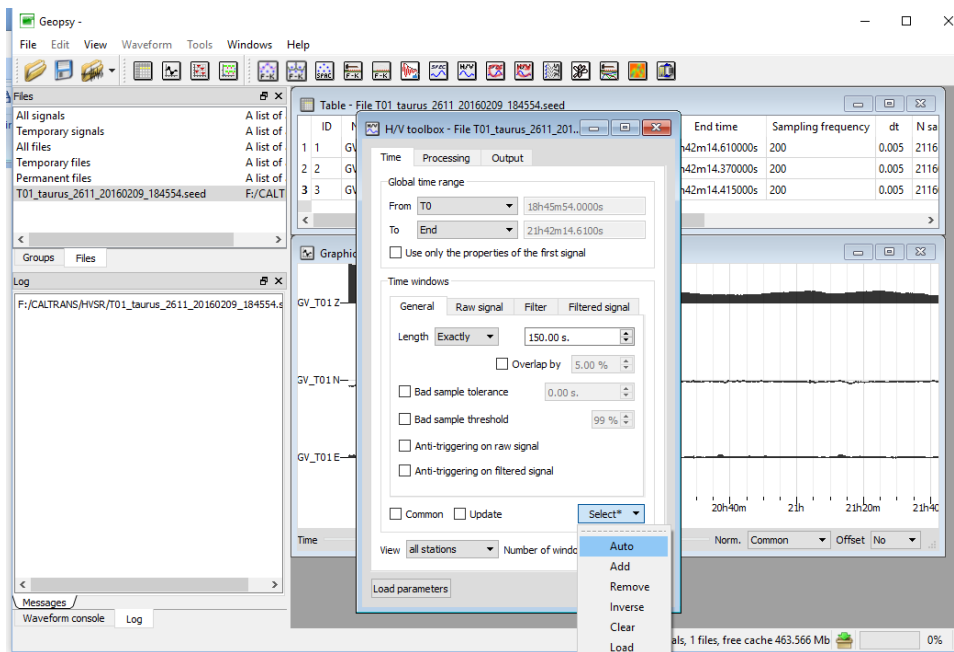 Geopsy -
File Edit View Waveform Tools Windows Help
Files
All signals A list of
Temporary signals A list of
All files A list of
Temporary files A list of
Permanent files A list of
T01_taurus_2611_20160209_184554.seed F:/CALT
Groups Files
Log
F:/CALTRANS/HVSR/T01_taurus_2611_20160209_184554.s
Messages
Waveform console Log
Table - File T01_taurus_2611_20160209_184554.seed
ID End time Sampling frequency dt N sa
1 1 GV 42m14.610000s 200 0.005 2116
2 2 GV 42m14.370000s 200 0.005 2116
3 3 GV 42m14.415000s 200 0.005 2116
Graphic
GV_T01 Z
GV_T01 N
GV_T01 E
20h40m 21h 21h20m 21h40
Time Norm. Common Offset No
H/V toolbox - File T01_taurus_2611_201..
Time Processing Output
Global time range
From T0 18h45m54.0000s
To End 21h42m14.6100s
Use only the properties of the first signal
Time windows
General Raw signal Filter Filtered signal
Length Exactly 150.00 s.
Overlap by 5.00 %
Bad sample tolerance 0.00 s.
Bad sample threshold 99 %
Anti-triggering on raw signal
Anti-triggering on filtered signal
Common Update Select*
View all stations Number of windo
Load parameters
Auto
Add
Remove
Inverse
Clear
Load
als, 1 files, free cache 463.566 Mb 0%